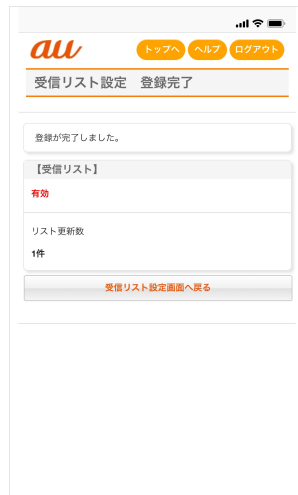 au
トップへ ヘルプ ログアウト
受信リスト設定　登録完了
登録が完了しました。
【受信リスト】
有効
リスト更新数
1件
受信リスト設定画面へ戻る